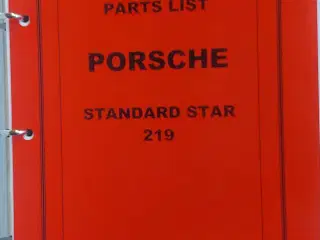 PARTS LIST
PORSCHE
STANDARD STAR
219